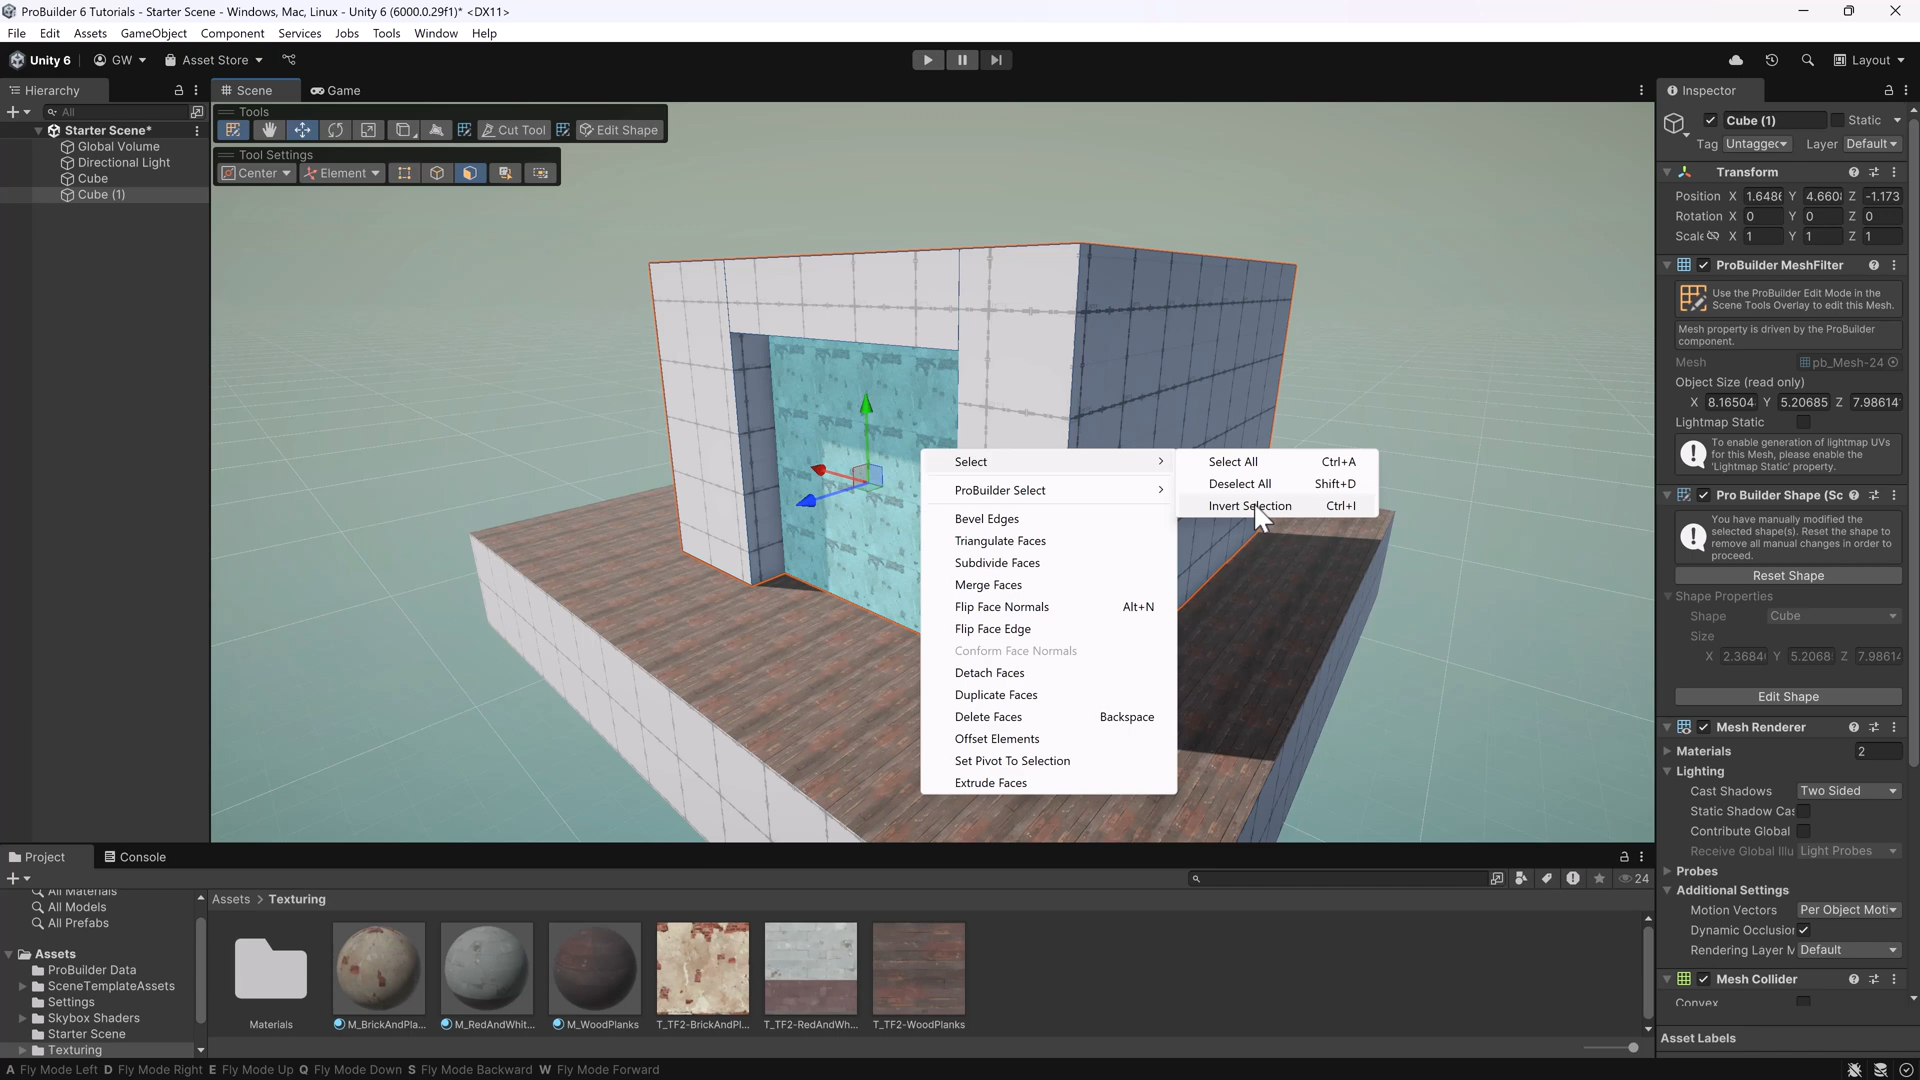 ProBuilder 6 Tutorials - Starter Scene - Windows, Mac, Linux - Unity 6 (6000.0.29f1)* <DX11>
File Edit Assets GameObject Component Services Jobs Tools Window Help
Unity 6 GW Asset Store Layout
Hierarchy
All
Starter Scene*
Global Volume
Directional Light
Cube
Cube (1)
Scene Game
Tools
Cut Tool Edit Shape
Tool Settings
Center Element
Select
ProBuilder Select
Bevel Edges
Triangulate Faces
Subdivide Faces
Merge Faces
Flip Face Normals Alt+N
Flip Face Edge
Conform Face Normals
Detach Faces
Duplicate Faces
Delete Faces Backspace
Offset Elements
Set Pivot To Selection
Extrude Faces
Select All Ctrl+A
Deselect All Shift+D
Invert Selection Ctrl+I
Inspector
Cube (1) Static
Tag Untagged Layer Default
Transform
Position X 1.6486 Y 4.6608 Z -1.173
Rotation X 0 Y 0 Z 0
Scale X 1 Y 1 Z 1
ProBuilder MeshFilter
Use the ProBuilder Edit Mode in the
Scene Tools Overlay to edit this Mesh.
Mesh property is driven by the ProBuilder
component.
Mesh pb_Mesh-24
Object Size (read only)
X 8.16504 Y 5.20685 Z 7.98614
Lightmap Static
To enable generation of lightmap UVs
for this Mesh, please enable the
'Lightmap Static' property.
Pro Builder Shape (Sc
You have manually modified the
selected shape(s). Reset the shape to
remove all manual changes in order to
proceed.
Reset Shape
Shape Properties
Shape Cube
Size
X 2.3684 Y 5.2068 Z 7.98614
Edit Shape
Mesh Renderer
Materials 2
Lighting
Cast Shadows Two Sided
Static Shadow Cas
Contribute Global
Receive Global Illu Light Probes
Probes
Additional Settings
Motion Vectors Per Object Moti
Dynamic Occlusion
Rendering Layer M Default
Mesh Collider
Convex
Asset Labels
Project Console
24
All Materials
All Models
All Prefabs
Assets
ProBuilder Data
SceneTemplateAssets
Settings
Skybox Shaders
Starter Scene
Texturing
Assets > Texturing
Materials M_BrickAndPla... M_RedAndWhit... M_WoodPlanks T_TF2-BrickAndPl... T_TF2-RedAndWh... T_TF2-WoodPlanks
A Fly Mode Left D Fly Mode Right E Fly Mode Up Q Fly Mode Down S Fly Mode Backward W Fly Mode Forward